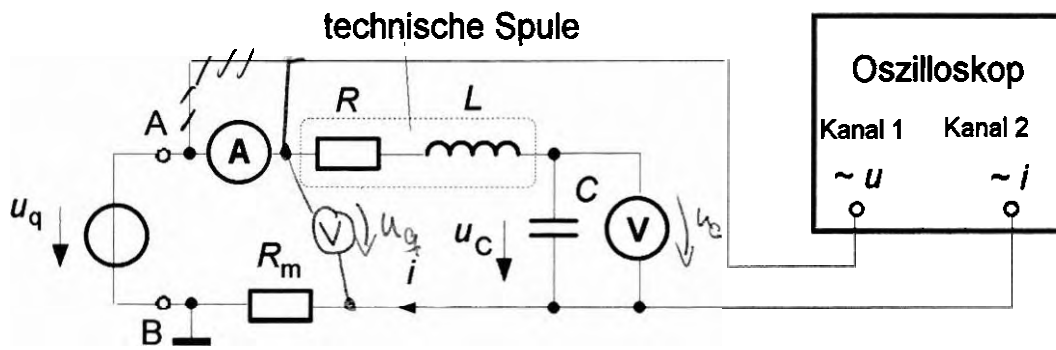 technische Spule
Oszilloskop
Kanal 1 Kanal 2
~ u ~ i
R L
A
A
C
V
V
u_q
u_q
u_C
u_c
i
R_m
B